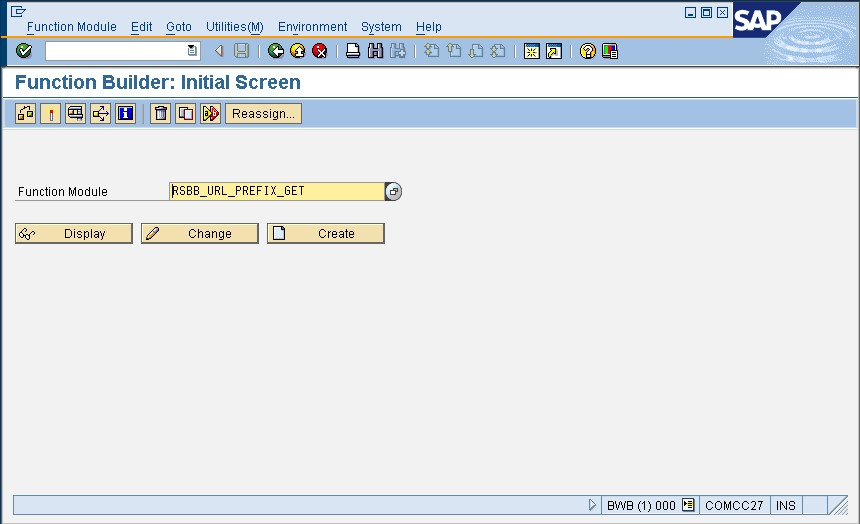 Function Module Edit Goto Utilities(M) Environment System Help
SAP
Function Builder: Initial Screen
Reassign...
Function Module RSBB_URL_PREFIX_GET
Display Change Create
BWB (1) 000 COMCC27 INS